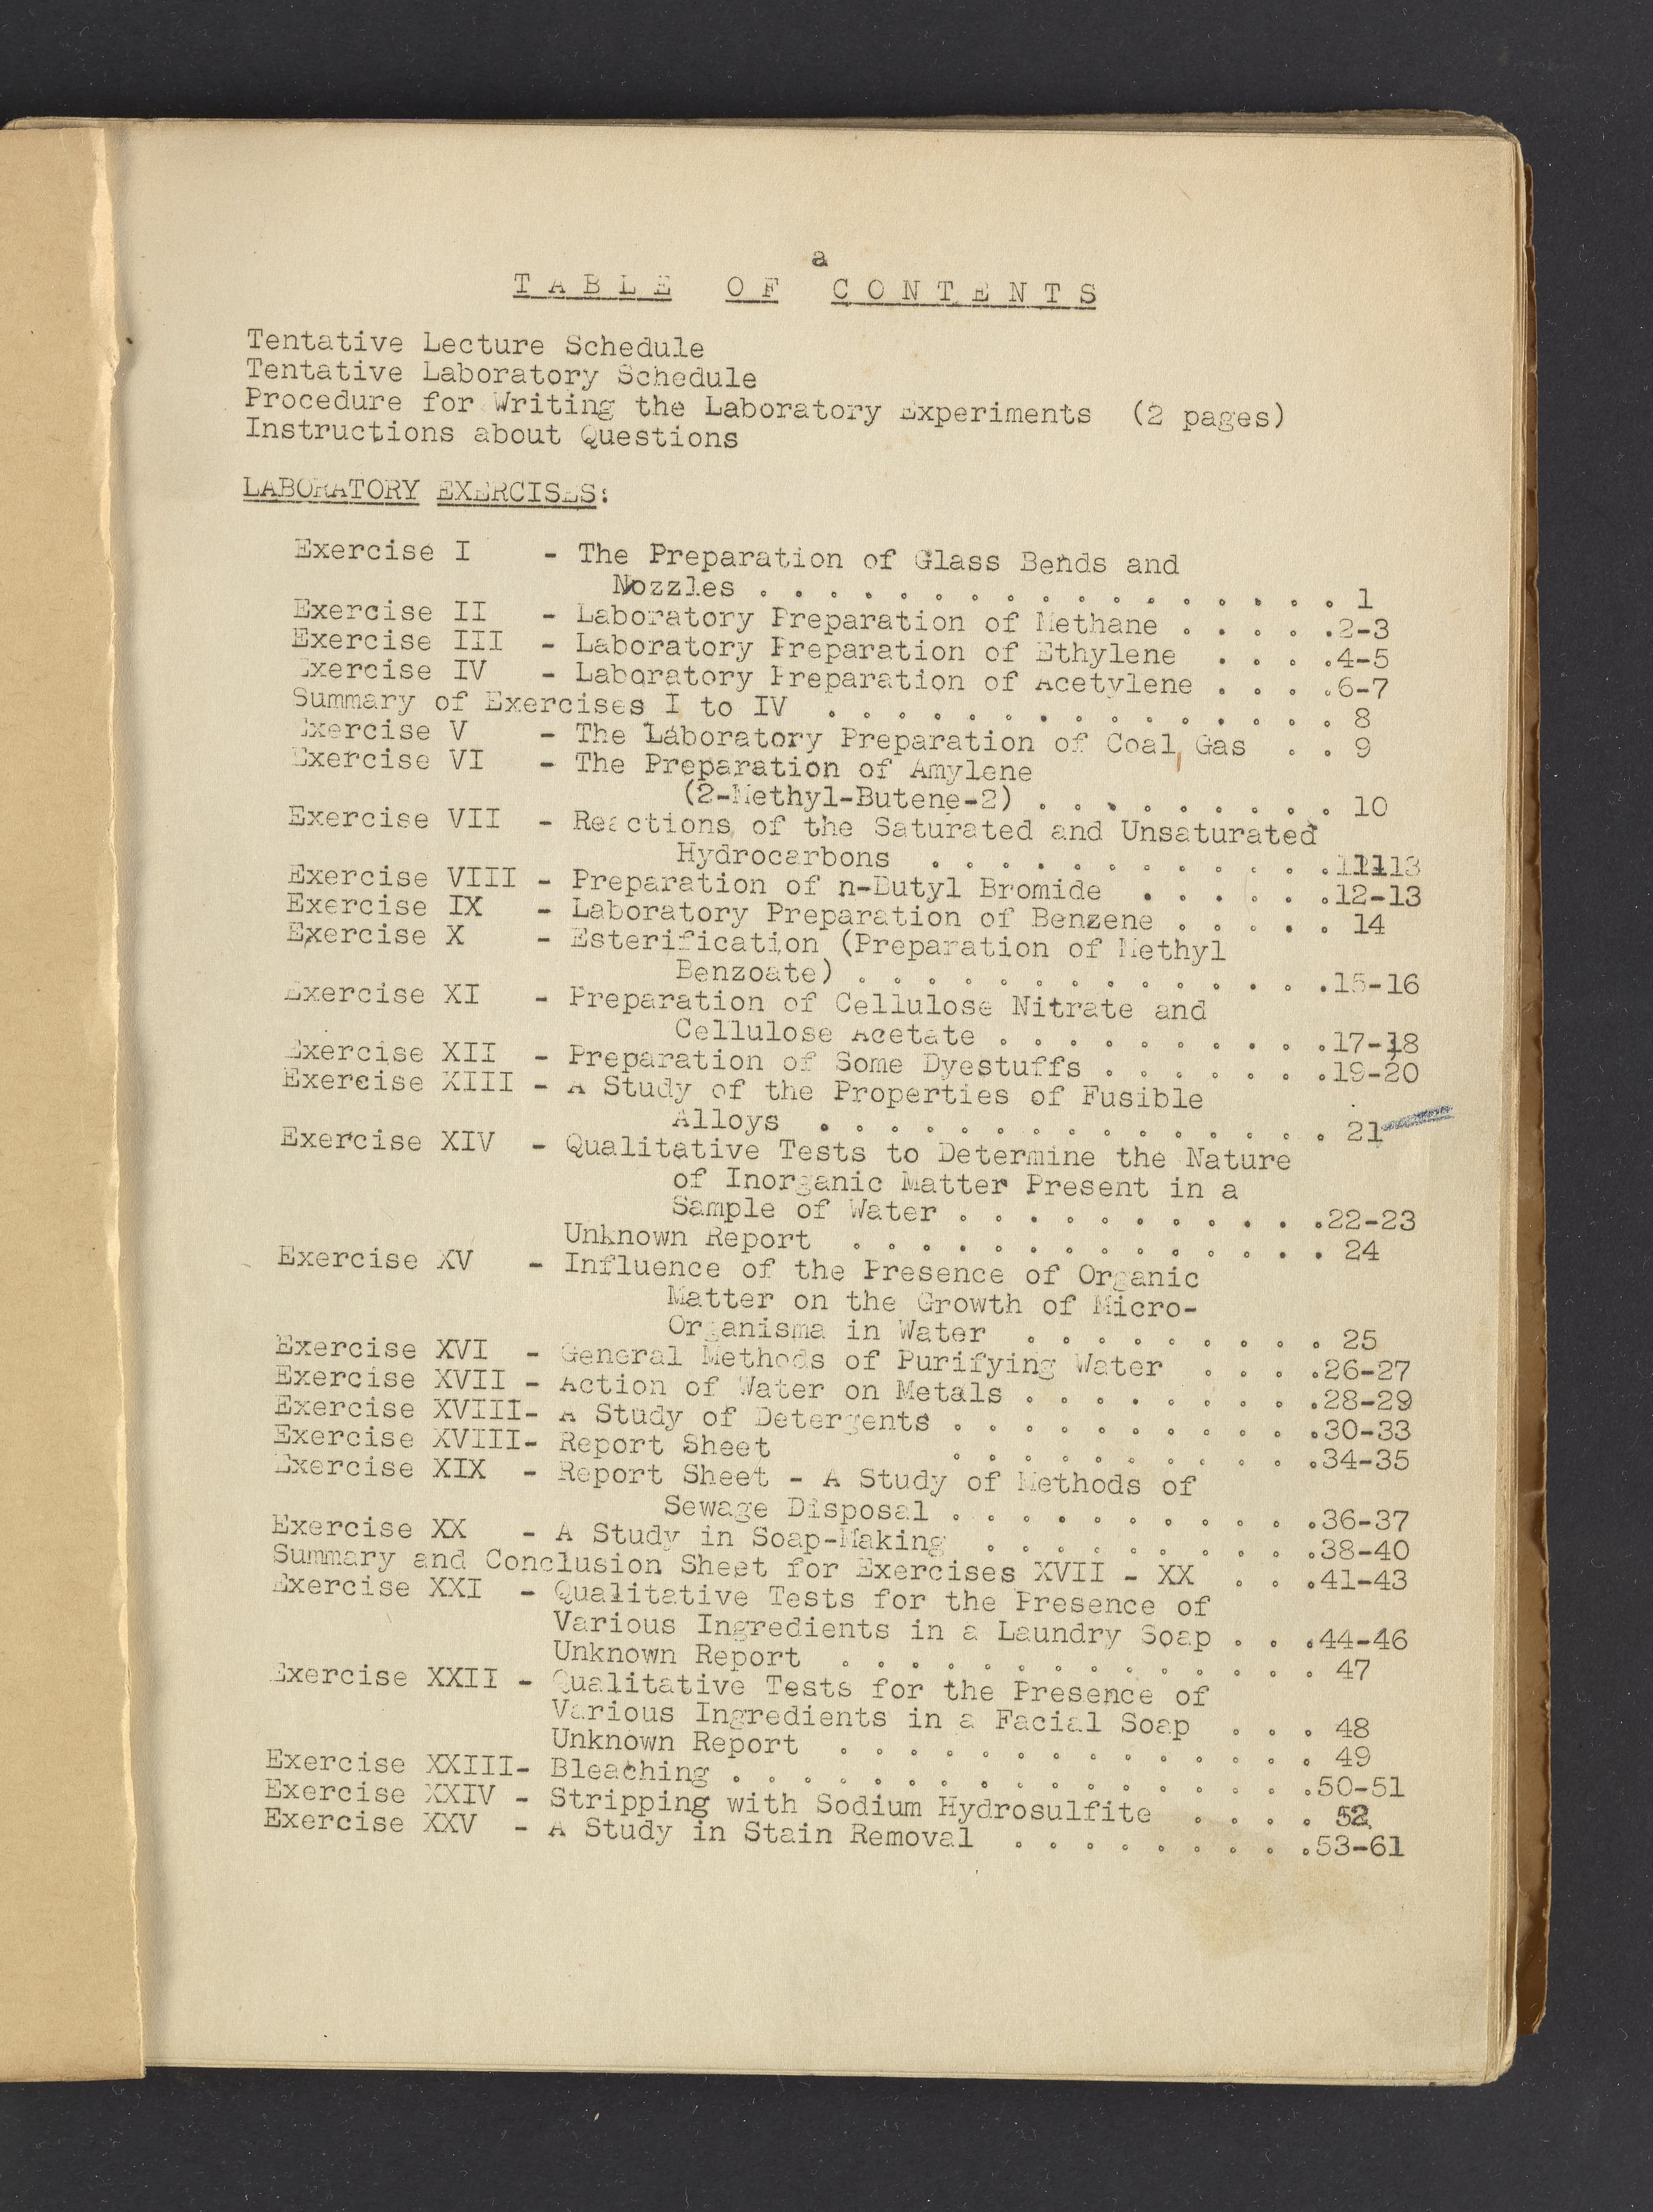 a
TABLE OF CONTENTS
Tentative Lecture Schedule
Tentative Laboratory Schedule
Procedure for Writing the Laboratory Experiments (2 pages)
Instructions about Questions
LABORATORY EXERCISES:
Exercise I - The Preparation of Glass Bends and
Nozzles . . . . . . . . . . . . . . . . . 1
Exercise II - Laboratory Preparation of Methane . . . . .2-3
Exercise III - Laboratory Preparation of Ethylene . . . .4-5
Exercise IV - Laboratory Preparation of Acetylene . . . .6-7
Summary of Exercises I to IV . . . . . . . . . . . . . . . 8
Exercise V - The Laboratory Preparation of Coal Gas . . 9
Exercise VI - The Preparation of Amylene
(2-Methyl-Butene-2) . . . . . . . . . 10
Exercise VII - Reactions of the Saturated and Unsaturated
Hydrocarbons . . . . . . . . . . . .
Exercise VIII - Preparation of n-Butyl Bromide . . . . . .12-13
Exercise IX - Laboratory Preparation of Benzene . . . . . 14
Exercise X - Esterification (Preparation of Methyl
Benzoate) . . . . . . . . . . . . . .15-16
Exercise XI - Preparation of Cellulose Nitrate and
Cellulose Acetate . . . . . . . . . .17-18
Exercise XII - Preparation of Some Dyestuffs . . . . . . .19-20
Exercise XIII - A Study of the Properties of Fusible
Alloys . . . . . . . . . . . . . . . 21
Exercise XIV - Qualitative Tests to Determine the Nature
of Inorganic Matter Present in a
Sample of Water . . . . . . . . . . .22-23
Unknown Report . . . . . . . . . . . . . . 24
Exercise XV - Influence of the Presence of Organic
Matter on the Growth of Micro-
Organisma in Water . . . . . . . . . 25
Exercise XVI - General Methods of Purifying Water . . . .26-27
Exercise XVII - Action of Water on Metals . . . . . . . . .28-29
Exercise XVIII- A Study of Detergents . . . . . . . . . . .30-33
Exercise XVIII- Report Sheet . . . . . . . . . . .34-35
Exercise XIX - Report Sheet - A Study of Methods of
Sewage Disposal . . . . . . . . . . .36-37
Exercise XX - A Study in Soap-Making . . . . . . . . . .38-40
Summary and Conclusion Sheet for Exercises XVII - XX . . .41-43
Exercise XXI - Qualitative Tests for the Presence of
Various Ingredients in a Laundry Soap . . .44-46
Unknown Report . . . . . . . . . . . . . . 47
Exercise XXII - Qualitative Tests for the Presence of
Various Ingredients in a Facial Soap . . . 48
Unknown Report . . . . . . . . . . . . . . 49
Exercise XXIII- Bleaching . . . . . . . . . . . . . . . . .50-51
Exercise XXIV - Stripping with Sodium Hydrosulfite . . . . 52
Exercise XXV - A Study in Stain Removal . . . . . . . . .53-61